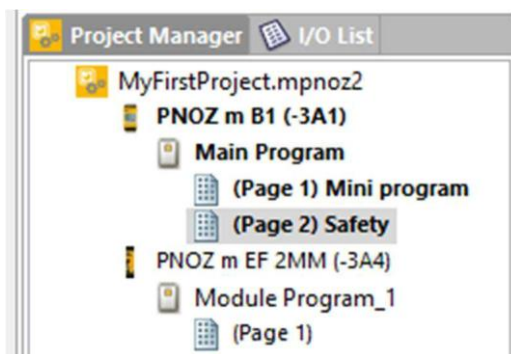 Project Manager I/O List
MyFirstProject.mpnoz2
PNOZ m B1 (-3A1)
Main Program
(Page 1) Mini program
(Page 2) Safety
PNOZ m EF 2MM (-3A4)
Module Program_1
(Page 1)